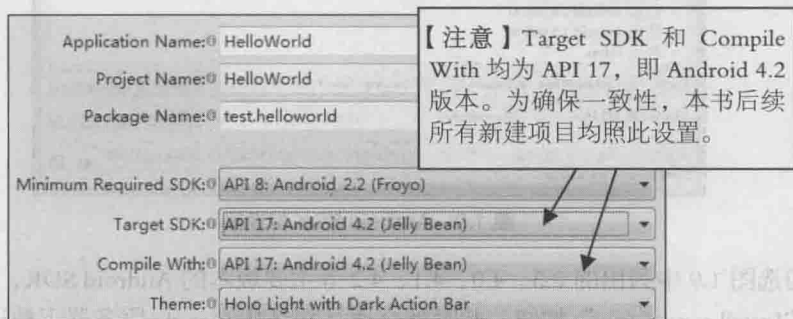 Application Name: HelloWorld
Project Name: HelloWorld
Package Name: test.helloworld
【注意】Target SDK 和 Compile
With 均为 API 17，即 Android 4.2
版本。为确保一致性，本书后续
所有新建项目均照此设置。
Minimum Required SDK: API 8: Android 2.2 (Froyo)
Target SDK: API 17: Android 4.2 (Jelly Bean)
Compile With: API 17: Android 4.2 (Jelly Bean)
Theme: Holo Light with Dark Action Bar